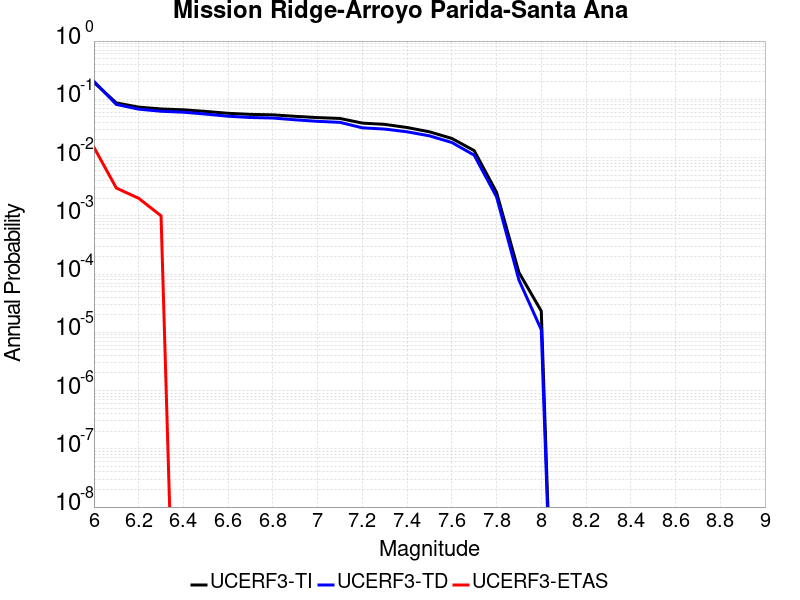 Mission Ridge-Arroyo Parida-Santa Ana
10^0
10^-1
10^-2
10^-3
10^-4
10^-5
10^-6
10^-7
10^-8
Annual Probability
6 6.2 6.4 6.6 6.8 7 7.2 7.4 7.6 7.8 8 8.2 8.4 8.6 8.8 9
Magnitude
UCERF3-TI UCERF3-TD UCERF3-ETAS